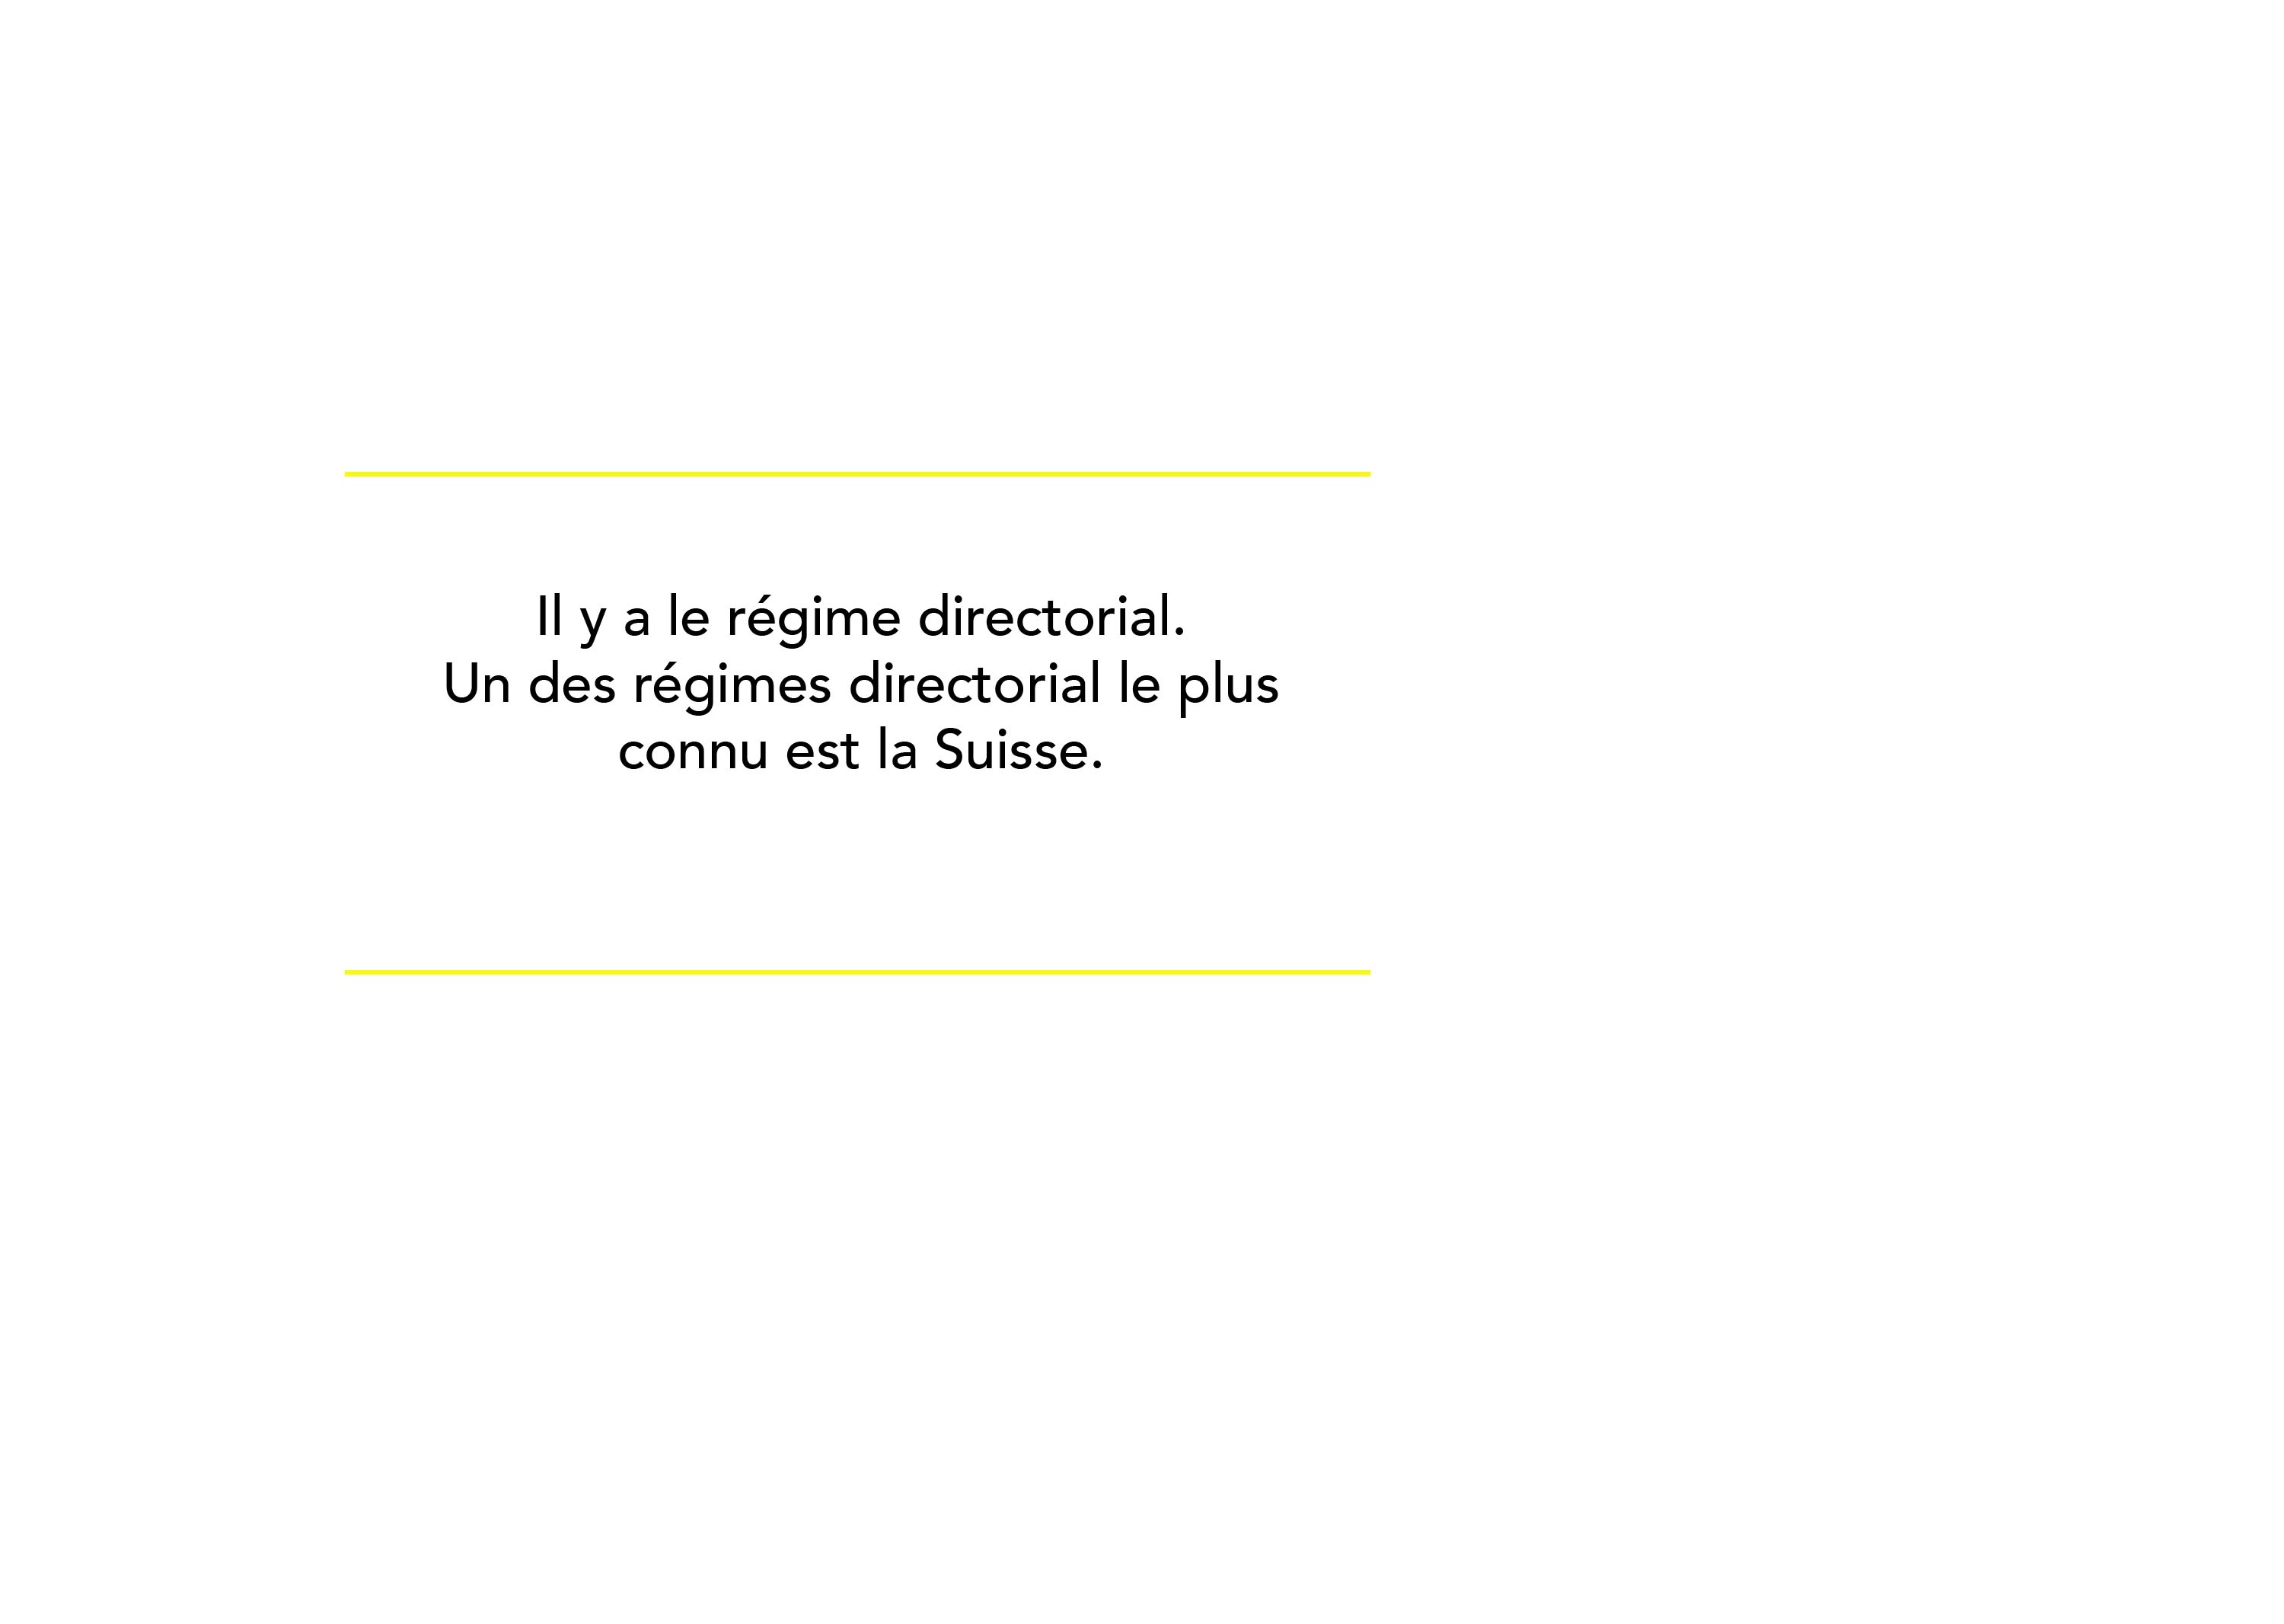 Il y a le régime directorial.
Un des régimes directorial le plus
connu est la Suisse.